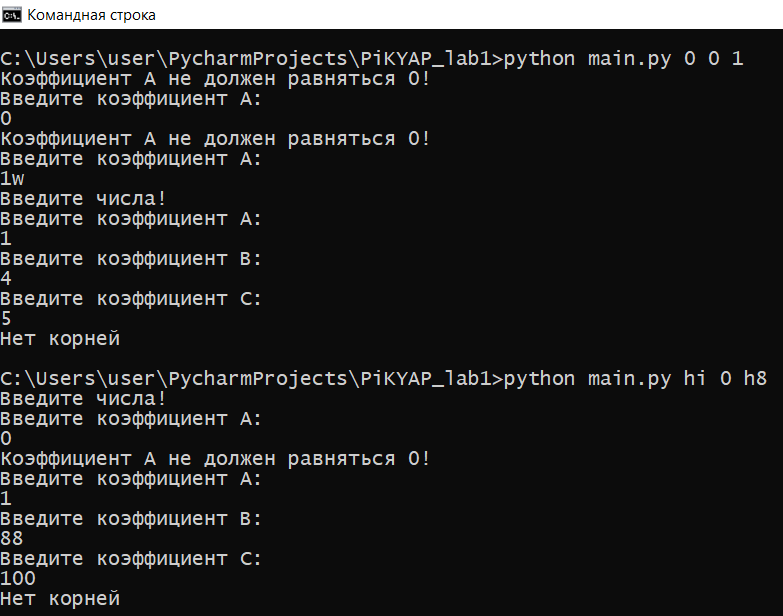 Командная строка
C:\Users\user\PycharmProjects\PiKYAP_lab1>python main.py 0 0 1
Коэффициент А не должен равняться 0!
Введите коэффициент А:
0
Коэффициент А не должен равняться 0!
Введите коэффициент А:
1w
Введите числа!
Введите коэффициент А:
1
Введите коэффициент В:
4
Введите коэффициент С:
5
Нет корней
C:\Users\user\PycharmProjects\PiKYAP_lab1>python main.py hi 0 h8
Введите числа!
Введите коэффициент А:
0
Коэффициент А не должен равняться 0!
Введите коэффициент А:
1
Введите коэффициент В:
88
Введите коэффициент С:
100
Нет корней